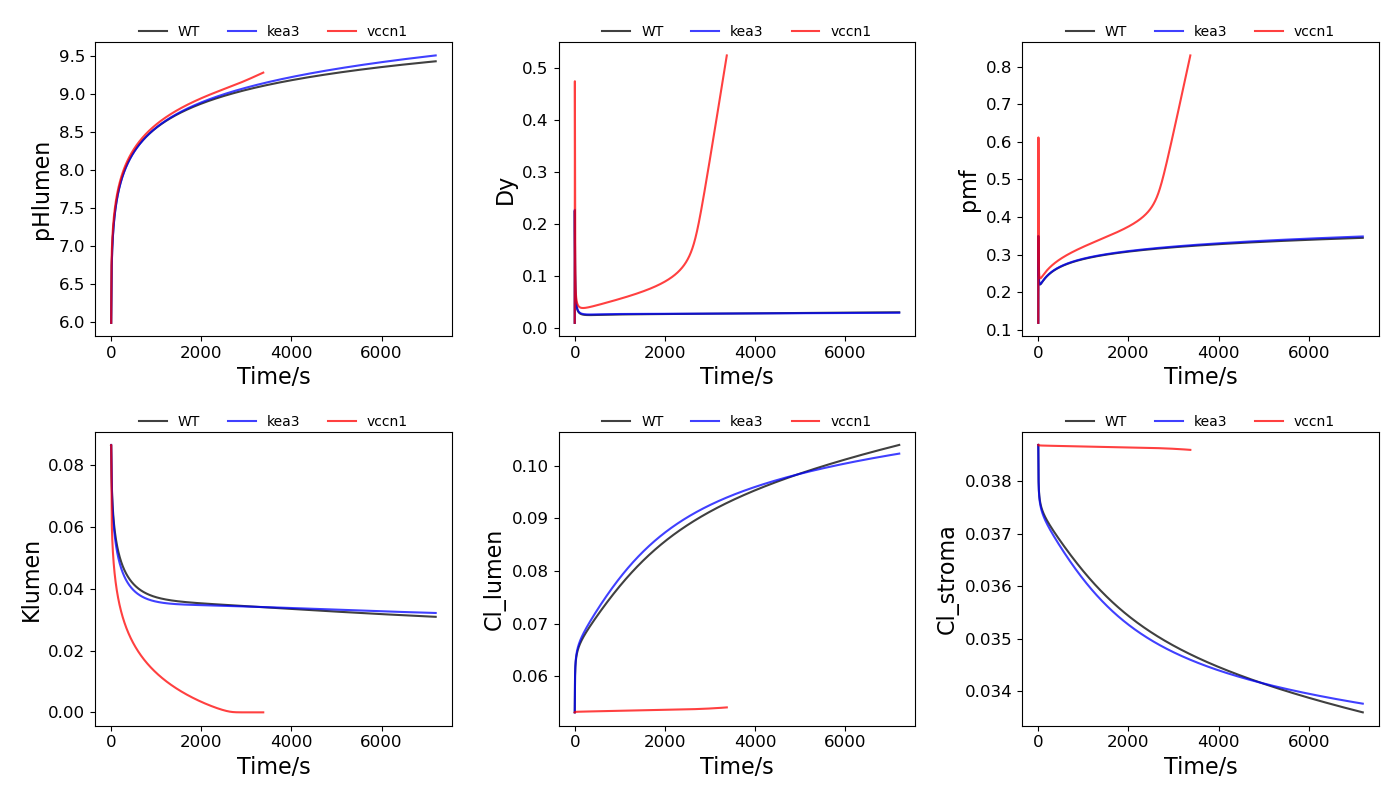 WT kea3 vccn1
9.5
9.0
8.5
8.0
7.5
7.0
6.5
6.0
pHlumen
0 2000 4000 6000
Time/s
WT kea3 vccn1
0.5
0.4
0.3
0.2
0.1
0.0
Dy
0 2000 4000 6000
Time/s
WT kea3 vccn1
0.8
0.7
0.6
0.5
0.4
0.3
0.2
0.1
pmf
0 2000 4000 6000
Time/s
WT kea3 vccn1
0.08
0.06
0.04
0.02
0.00
Klumen
0 2000 4000 6000
Time/s
WT kea3 vccn1
0.10
0.09
0.08
0.07
0.06
Cl_lumen
0 2000 4000 6000
Time/s
WT kea3 vccn1
0.038
0.037
0.036
0.035
0.034
Cl_stroma
0 2000 4000 6000
Time/s